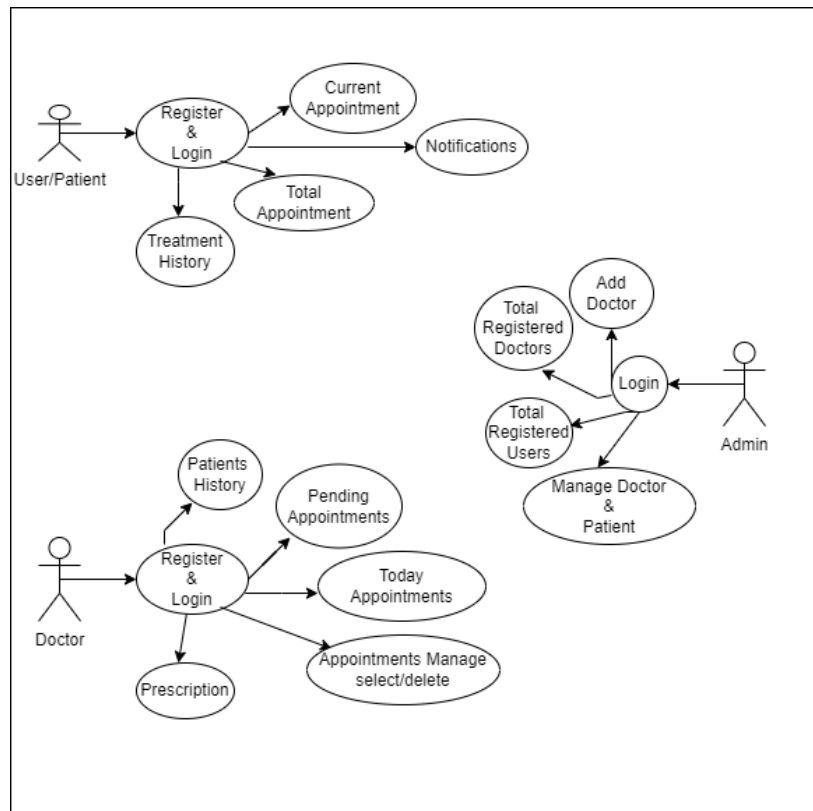 Current
Appointment
Register
&
Login
Notifications
User/Patient
Total
Appointment
Treatment
History
Add
Doctor
Total
Registered
Doctors
Login
Total
Registered
Users
Admin
Manage Doctor
&
Patient
Patients
History
Pending
Appointments
Register
&
Login
Today
Appointments
Doctor
Appointments Manage
select/delete
Prescription